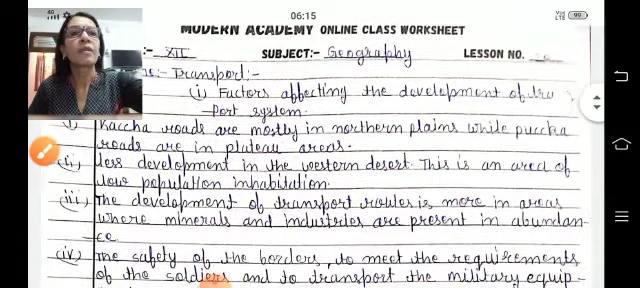 4G 06:15 99
MODERN ACADEMY ONLINE CLASS WORKSHEET
:- XII SUBJECT:- Geography LESSON NO.
:- Transport:-
(i) Factors affecting the development of tra
port system.
Kaccha roads are mostly in northern plains while puccha
roads are in plateau areas.
(ii) less development in the western desert. This is an area of
low population inhabitation.
(iii) The development of transport routes is more in areas
where minerals and industries are present in abundan-
ce.
(iv) The safety of the borders, to meet the requirements
of the soldiers and to transport the military equip-